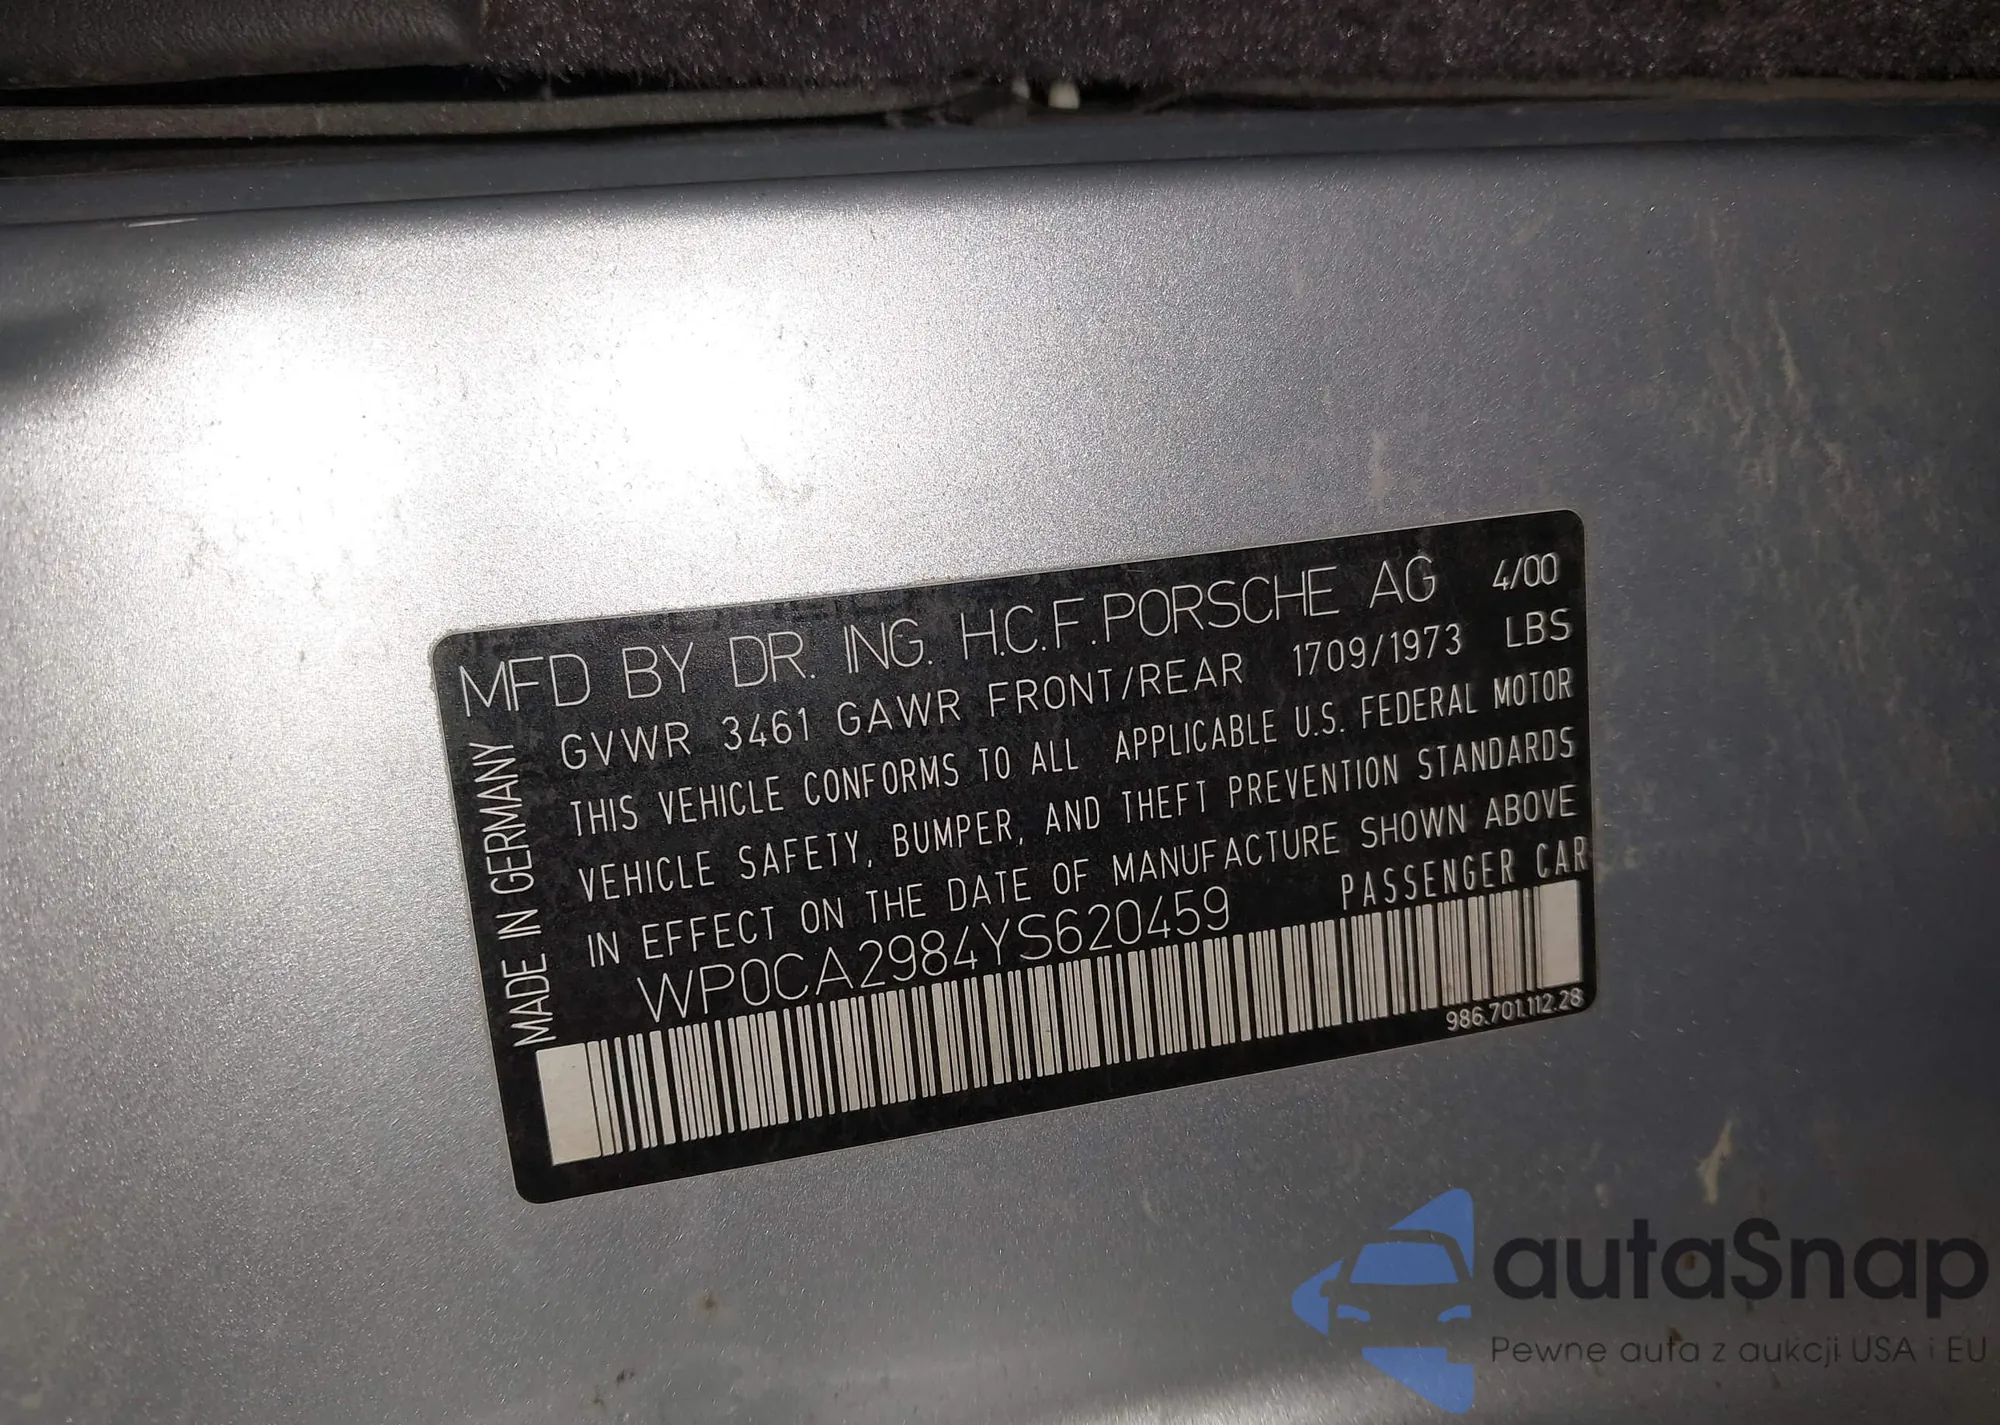 MFD BY DR. ING. H.C.F. PORSCHE AG 4/00
GVWR 3461 GAWR FRONT/REAR 1709/1973 LBS
THIS VEHICLE CONFORMS TO ALL APPLICABLE U.S. FEDERAL MOTOR
VEHICLE SAFETY, BUMPER, AND THEFT PREVENTION STANDARDS
IN EFFECT ON THE DATE OF MANUFACTURE SHOWN ABOVE
WP0CA2984YS620459 PASSENGER CAR
986.701.112.28
MADE IN GERMANY
autaSnap
Pewne auta z aukcji USA i EU